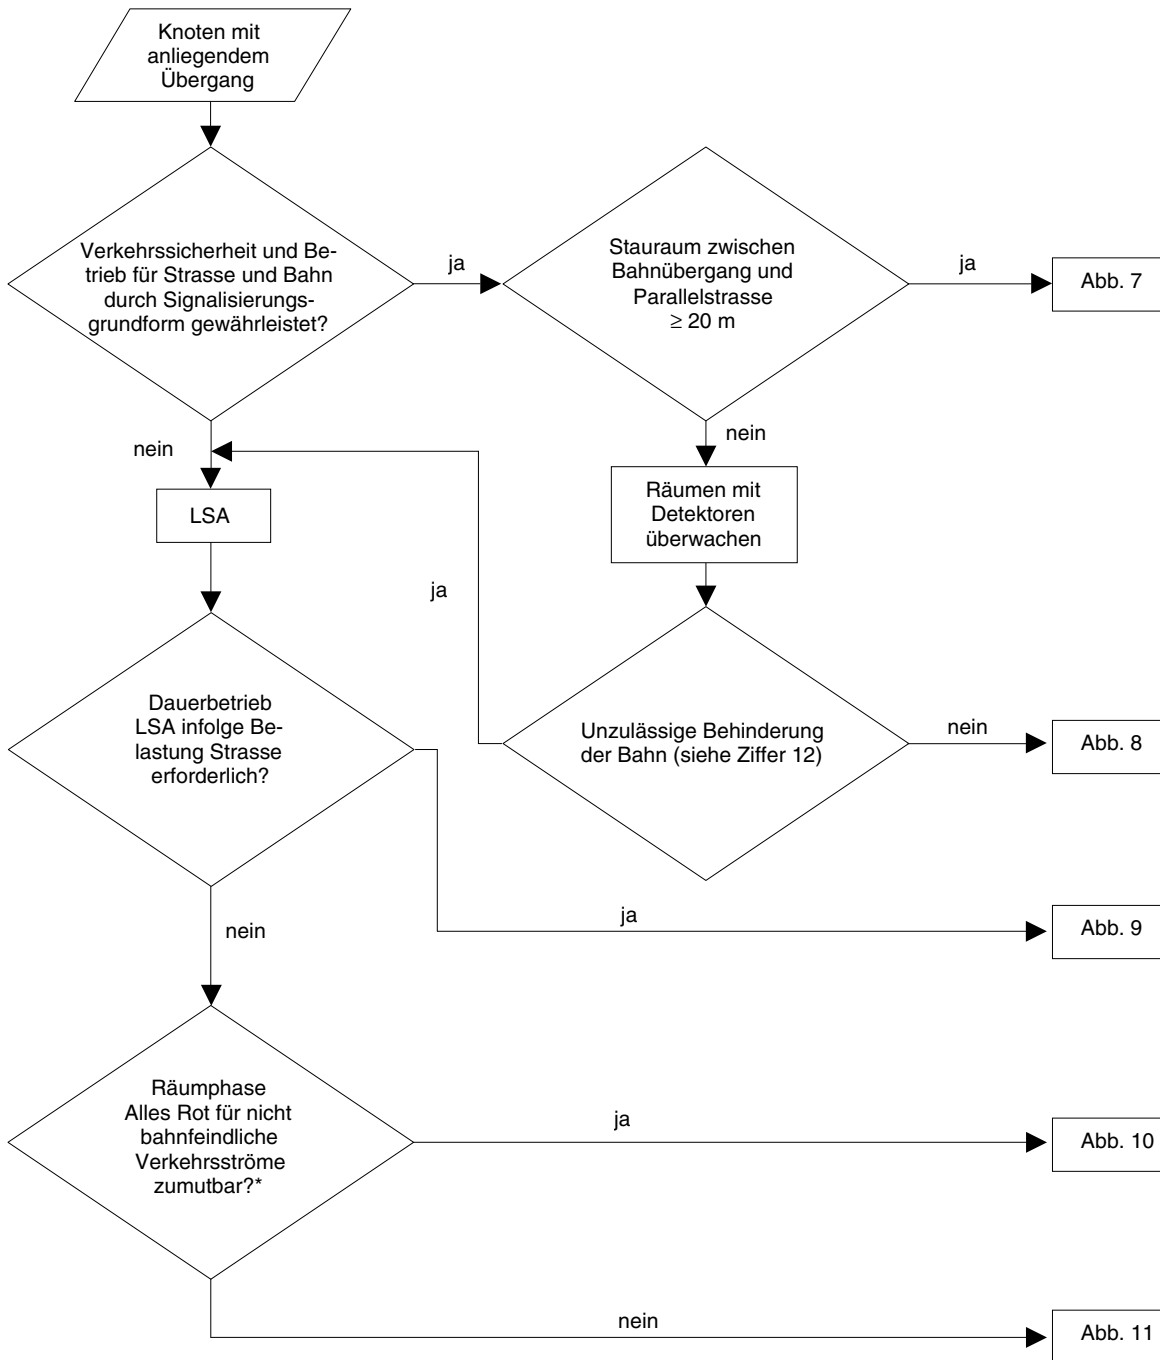 Knoten mit
anliegendem
Übergang
Verkehrssicherheit und Be-
trieb für Strasse und Bahn
durch Signalisierungs-
grundform gewährleistet?
ja
Stauraum zwischen
Bahnübergang und
Parallelstrasse
≥ 20 m
ja
Abb. 7
nein
nein
LSA
Räumen mit
Detektoren
überwachen
ja
Dauerbetrieb
LSA infolge Be-
lastung Strasse
erforderlich?
Unzulässige Behinderung
der Bahn (siehe Ziffer 12)
nein
Abb. 8
ja
Abb. 9
nein
Räumphase
Alles Rot für nicht
bahnfeindliche
Verkehrsströme
zumutbar?*
ja
Abb. 10
nein
Abb. 11